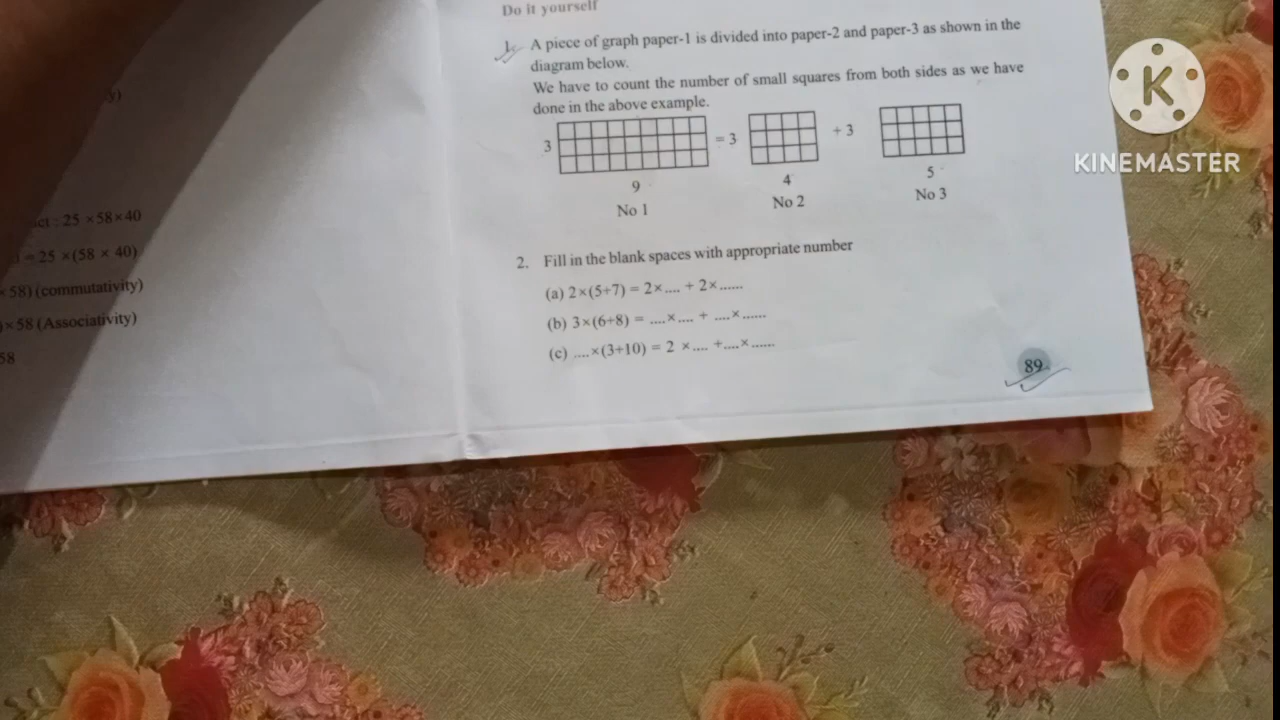 y)
25 × 58 × 40
= 25 × (58 × 40)
× 58) (commutativity)
) × 58 (Associativity)
58
Do it yourself
1. A piece of graph paper-1 is divided into paper-2 and paper-3 as shown in the
diagram below.
We have to count the number of small squares from both sides as we have
done in the above example.
3 = 3 + 3
9 4 5
No 1 No 2 No 3
2. Fill in the blank spaces with appropriate number
(a) 2×(5+7) = 2×.... + 2×......
(b) 3×(6+8) = ....×.... + ....×......
(c) ....×(3+10) = 2 ×.... +....×......
89
K
KINEMASTER